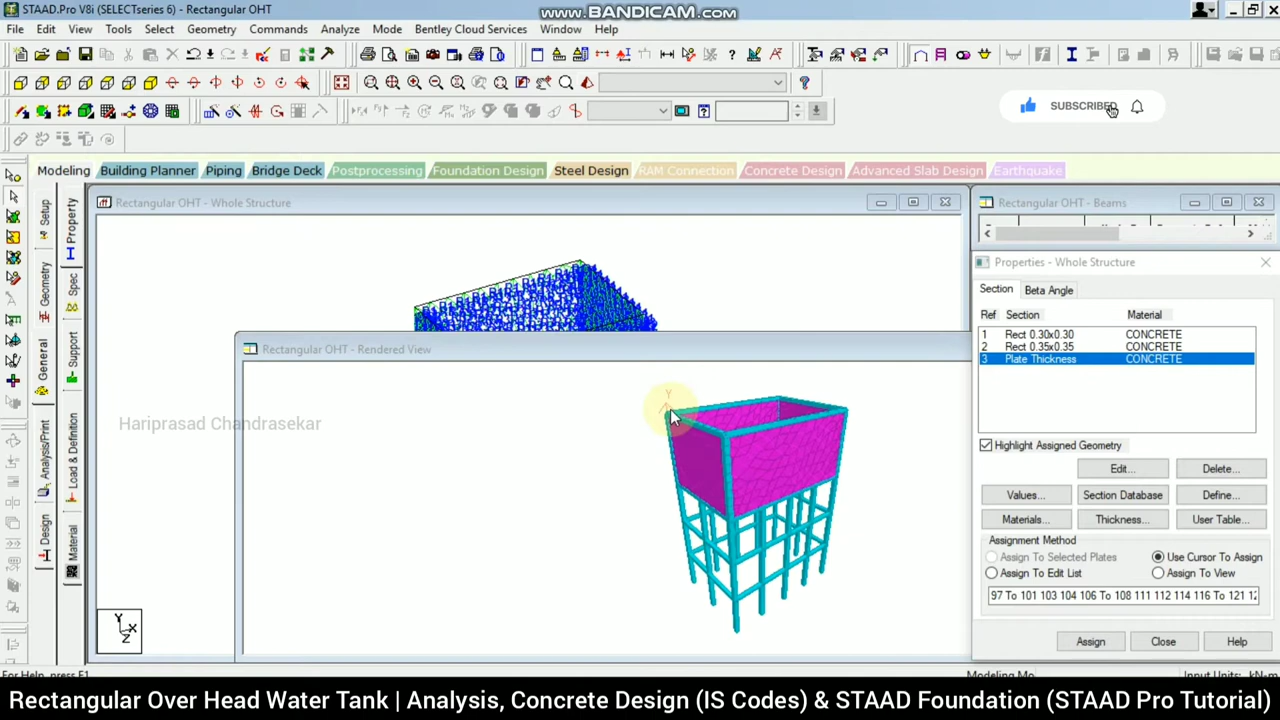 STAAD.Pro V8i (SELECTseries 6) - Rectangular OHT
www.BANDICAM.com
File Edit View Tools Select Geometry Commands Analyze Mode Bentley Cloud Services Window Help
SUBSCRIBED
Modeling Building Planner Piping Bridge Deck Postprocessing Foundation Design Steel Design RAM Connection Concrete Design Advanced Slab Design Earthquake
Setup
Geometry
General
Analysis/Print
Design
Property
Spec
Support
Load & Definition
Material
Rectangular OHT - Whole Structure
Rectangular OHT - Rendered View
Y
Hariprasad Chandrasekar
Y
X
Z
Rectangular OHT - Beams
Properties - Whole Structure
Section Beta Angle
Ref Section Material
1 Rect 0.30x0.30 CONCRETE
2 Rect 0.35x0.35 CONCRETE
3 Plate Thickness CONCRETE
Highlight Assigned Geometry
Edit... Delete...
Values... Section Database Define...
Materials... Thickness... User Table...
Assignment Method
Assign To Selected Plates Use Cursor To Assign
Assign To Edit List Assign To View
97 To 101 103 104 106 To 108 111 112 114 116 To 121 12
Assign Close Help
For Help, press F1 Modeling Mo Input Units: kN-m
Rectangular Over Head Water Tank | Analysis, Concrete Design (IS Codes) & STAAD Foundation (STAAD Pro Tutorial)